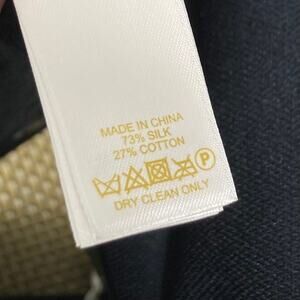 MADE IN CHINA
73% SILK
27% COTTON
P
DRY CLEAN ONLY